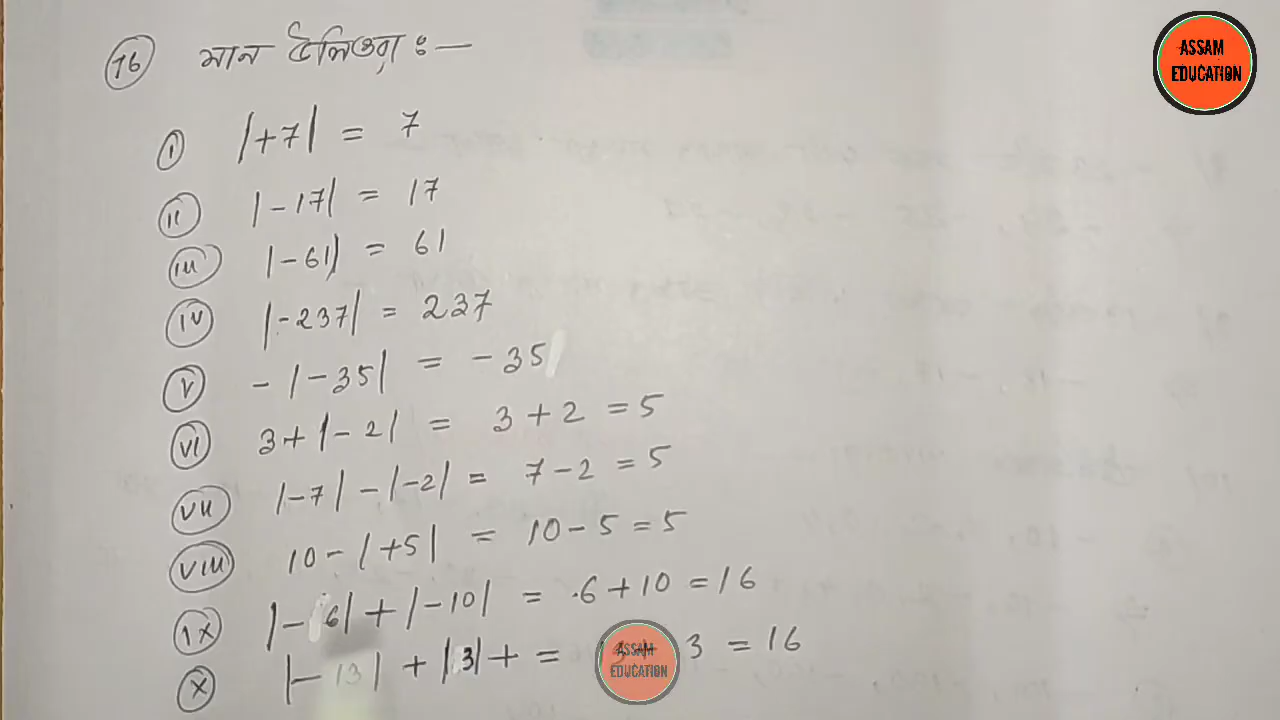 ASSAM
EDUCATION
16 মান উলিওৱা :—
i |+7| = 7
ii |-17| = 17
iii |-61| = 61
iv |-237| = 237
v -|-35| = -35
vi 3+|-2| = 3+2 = 5
vii |-7|-|-2| = 7-2 = 5
viii 10-|+5| = 10-5 = 5
ix |-6|+|-10| = 6+10 = 16
x |-13| + |3|+ = 3 = 16
ASSAM
EDUCATION